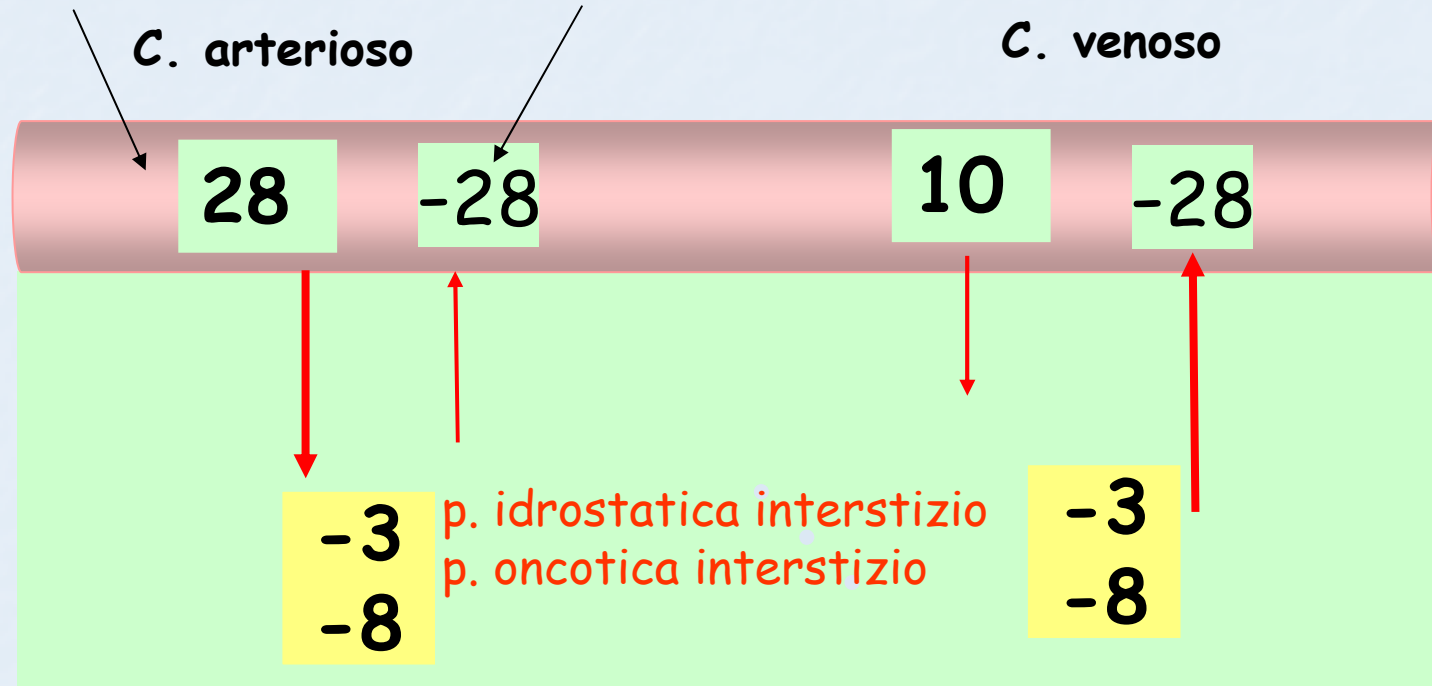 C. arterioso
C. venoso
28
-28
10
-28
-3
-8
p. idrostatica interstizio
p. oncotica interstizio
-3
-8